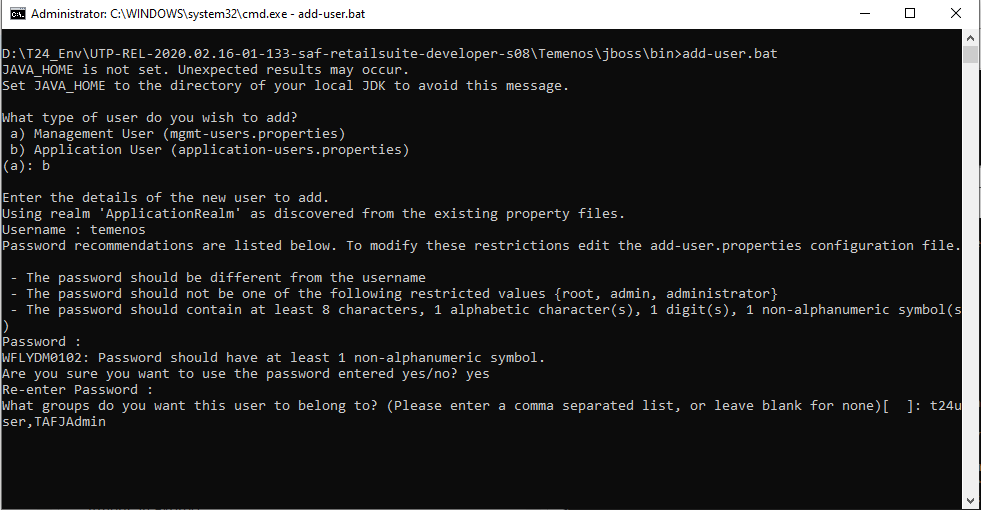 Administrator: C:\WINDOWS\system32\cmd.exe - add-user.bat
D:\T24_Env\UTP-REL-2020.02.16-01-133-saf-retailsuite-developer-s08\Temenos\jboss\bin>add-user.bat
JAVA_HOME is not set. Unexpected results may occur.
Set JAVA_HOME to the directory of your local JDK to avoid this message.
What type of user do you wish to add?
a) Management User (mgmt-users.properties)
b) Application User (application-users.properties)
(a): b
Enter the details of the new user to add.
Using realm 'ApplicationRealm' as discovered from the existing property files.
Username : temenos
Password recommendations are listed below. To modify these restrictions edit the add-user.properties configuration file.
- The password should be different from the username
- The password should not be one of the following restricted values {root, admin, administrator}
- The password should contain at least 8 characters, 1 alphabetic character(s), 1 digit(s), 1 non-alphanumeric symbol(s
)
Password :
WFLYDM0102: Password should have at least 1 non-alphanumeric symbol.
Are you sure you want to use the password entered yes/no? yes
Re-enter Password :
What groups do you want this user to belong to? (Please enter a comma separated list, or leave blank for none)[  ]: t24u
ser,TAFJAdmin